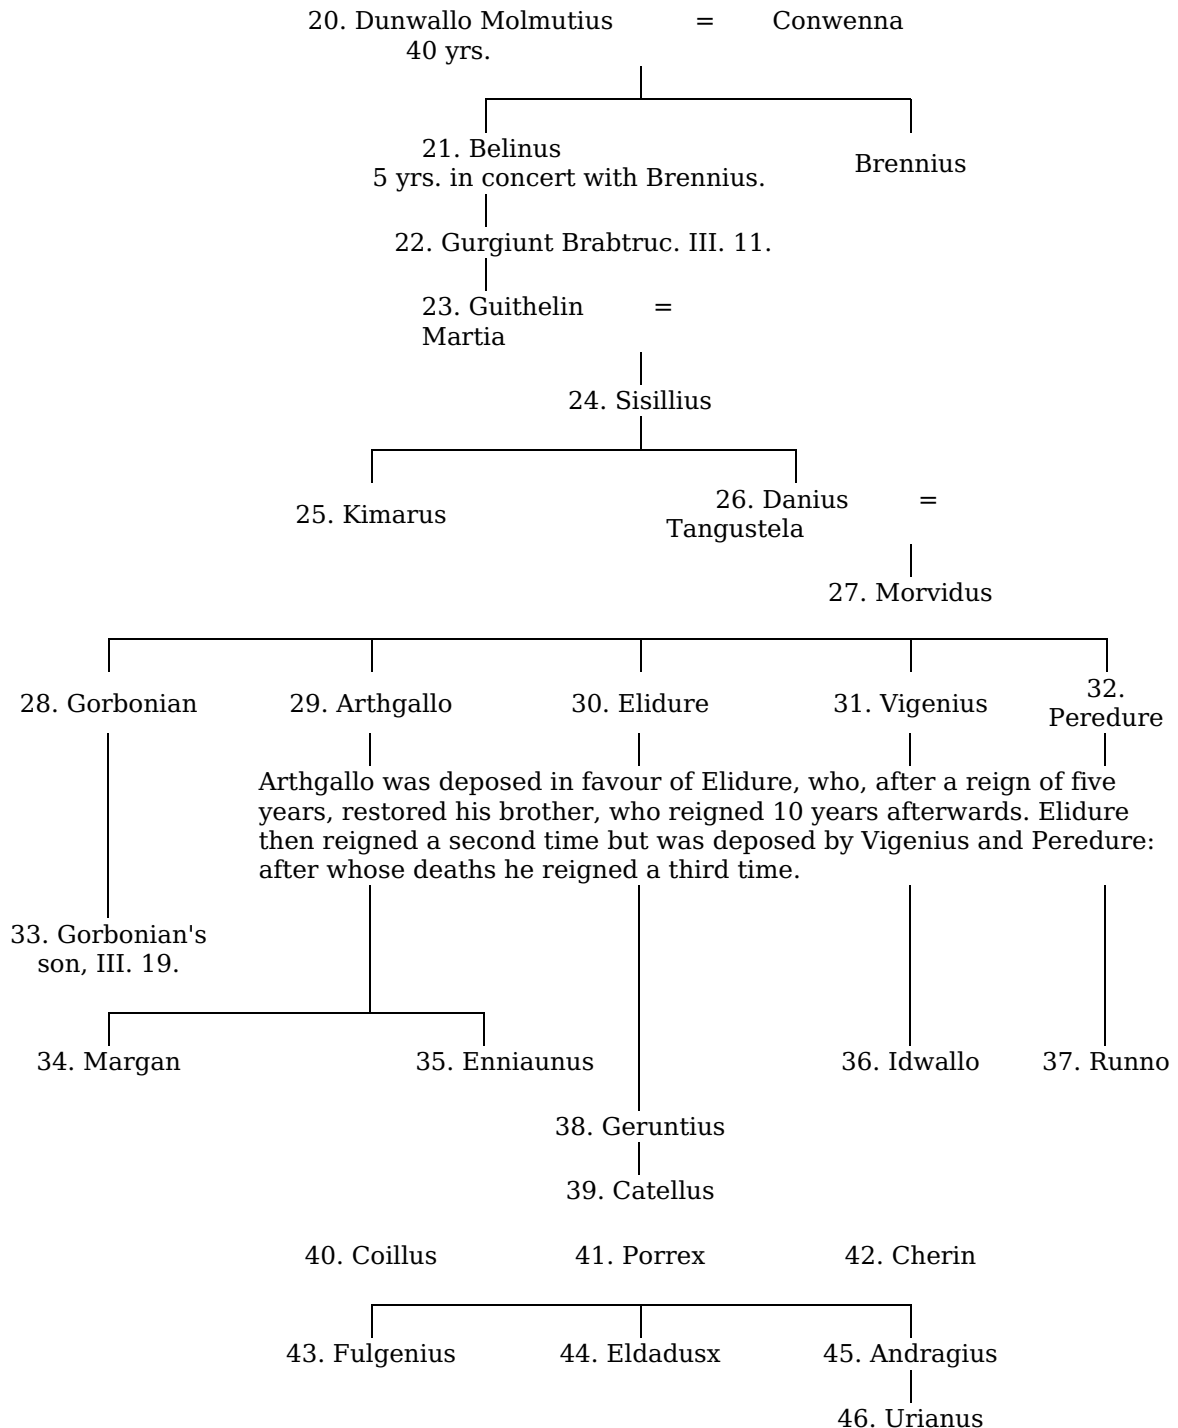 20. Dunwallo Molmutius = Conwenna
40 yrs.
21. Belinus
5 yrs. in concert with Brennius.
Brennius
22. Gurgiunt Brabtruc. III. 11.
23. Guithelin =
Martia
24. Sisillius
25. Kimarus
26. Danius =
Tangustela
27. Morvidus
28. Gorbonian
29. Arthgallo
30. Elidure
31. Vigenius
32.
Peredure
Arthgallo was deposed in favour of Elidure, who, after a reign of five
years, restored his brother, who reigned 10 years afterwards. Elidure
then reigned a second time but was deposed by Vigenius and Peredure:
after whose deaths he reigned a third time.
33. Gorbonian's
son, III. 19.
34. Margan
35. Enniaunus
36. Idwallo
37. Runno
38. Geruntius
39. Catellus
40. Coillus
41. Porrex
42. Cherin
43. Fulgenius
44. Eldadusx
45. Andragius
46. Urianus